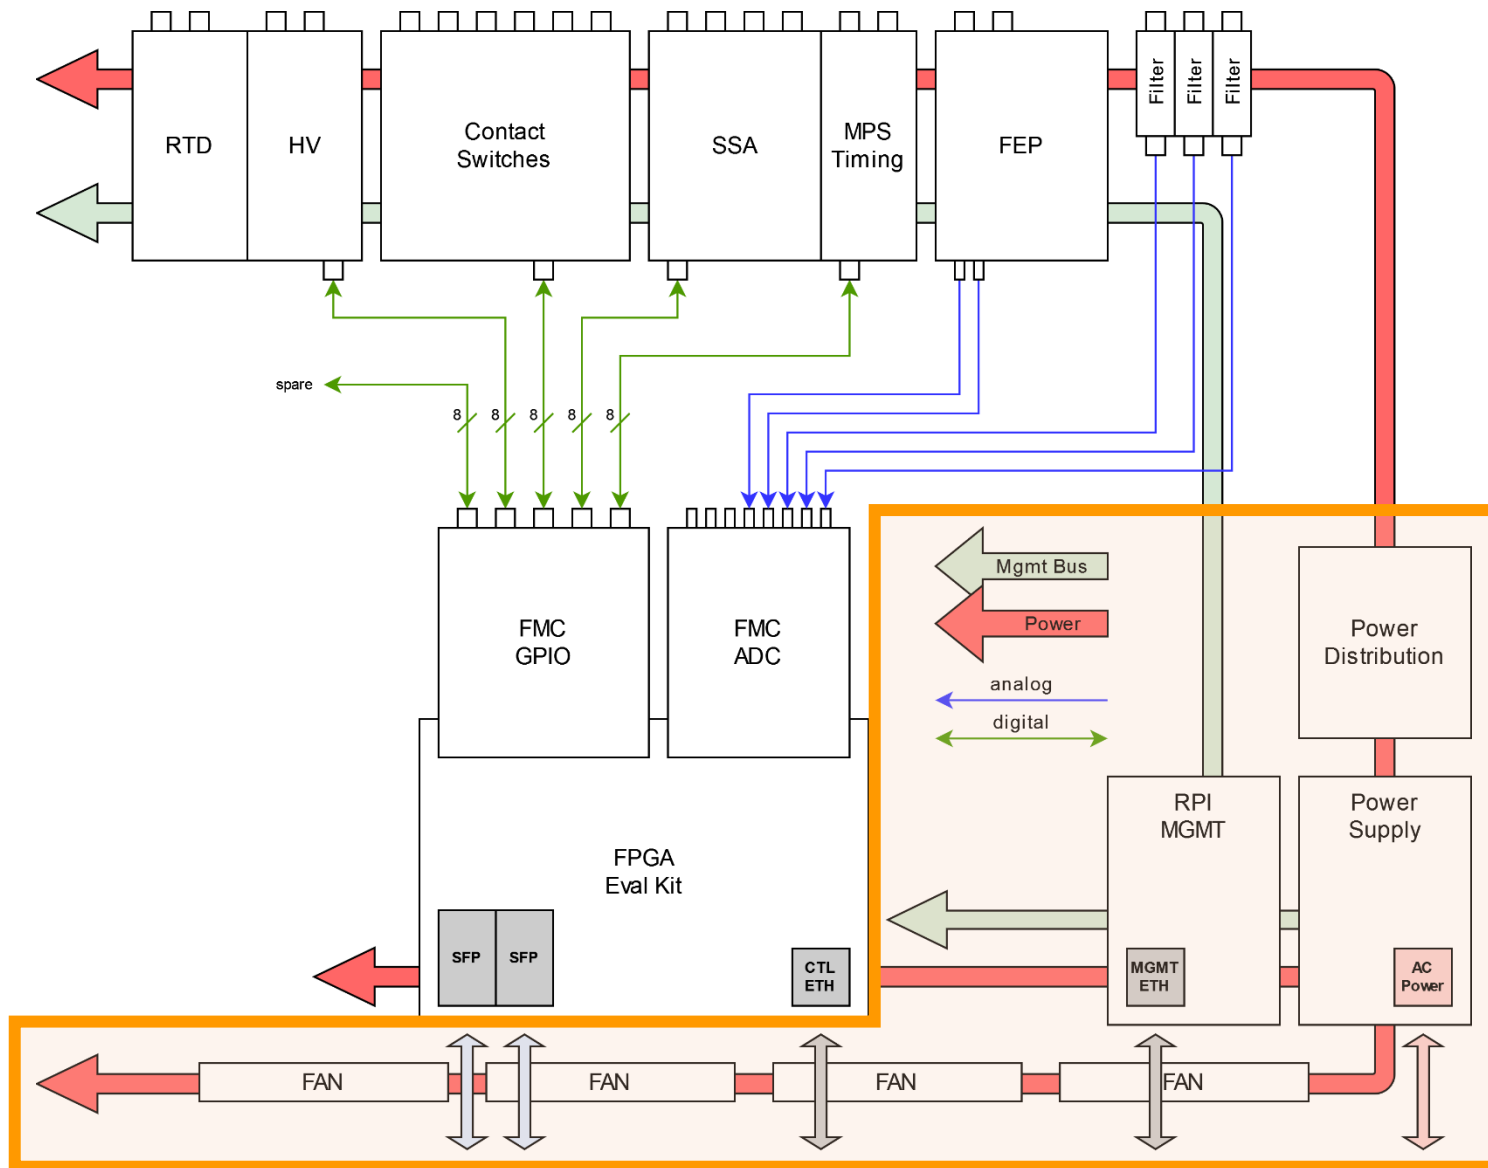 RTD
HV
Contact
Switches
SSA
MPS
Timing
FEP
Filter
Filter
Filter
spare
8
8
8
8
8
FMC
GPIO
FMC
ADC
Mgmt Bus
Power
analog
digital
Power
Distribution
RPI
MGMT
Power
Supply
FPGA
Eval Kit
SFP
SFP
CTL
ETH
MGMT
ETH
AC
Power
FAN
FAN
FAN
FAN